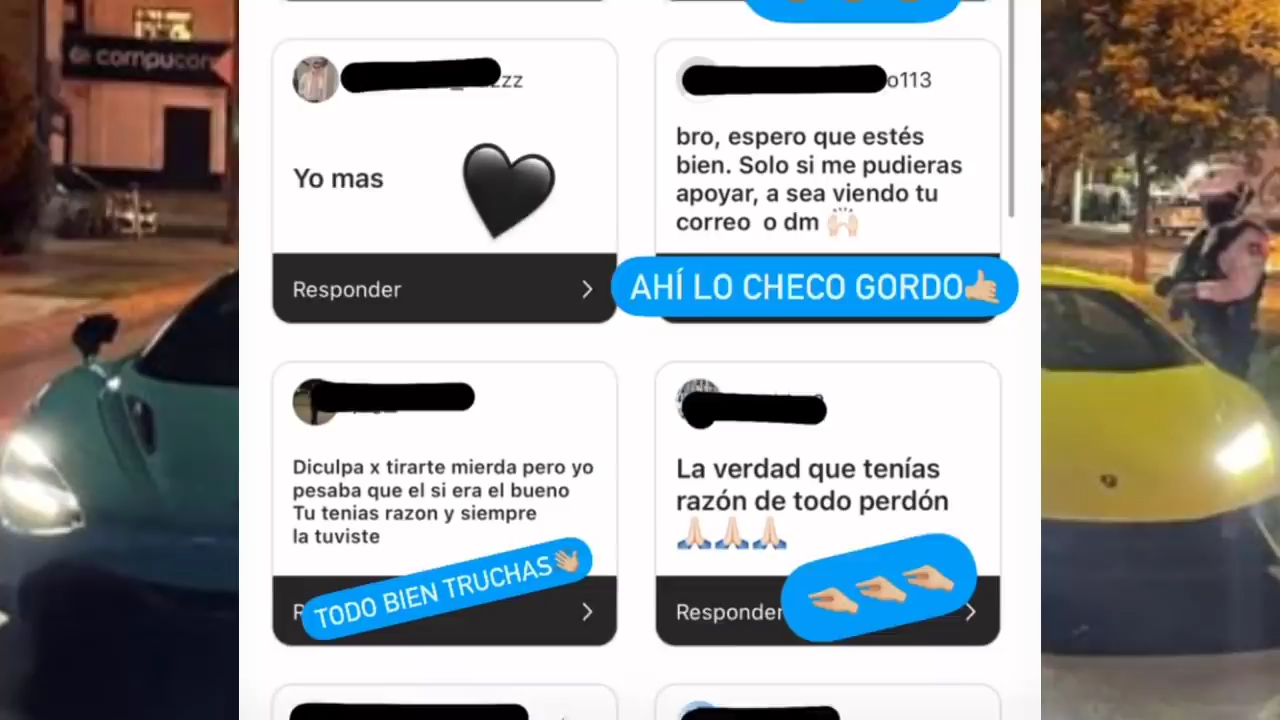 compucom
zzz
Yo mas
Responder
o113
bro, espero que estés
bien. Solo si me pudieras
apoyar, a sea viendo tu
correo o dm 🙌🏻
AHÍ LO CHECO GORDO🤙🏼
Diculpa x tirarte mierda pero yo
pesaba que el si era el bueno
Tu tenias razon y siempre
la tuviste
TODO BIEN TRUCHAS👋🏼
La verdad que tenías
razón de todo perdón
🙏🏻🙏🏻🙏🏻
Responder